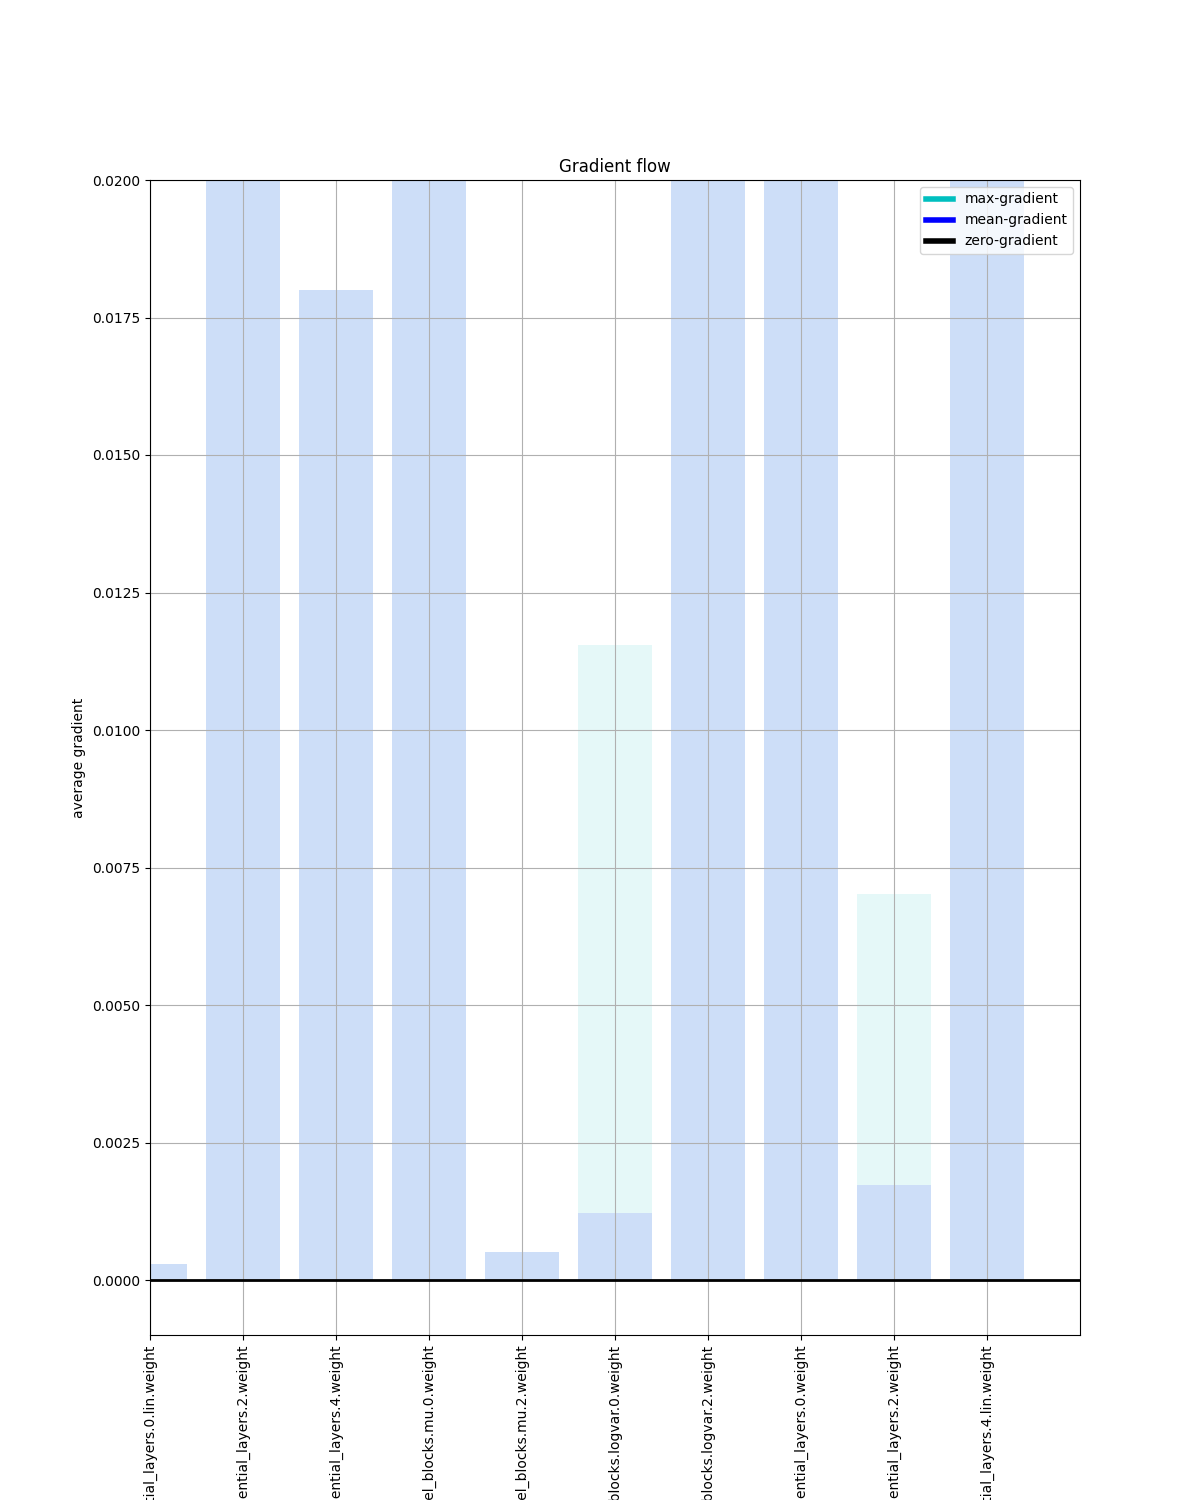 Gradient flow
max-gradient
mean-gradient
zero-gradient
0.0200
0.0175
0.0150
0.0125
0.0100
0.0075
0.0050
0.0025
0.0000
average gradient
tial_layers.0.lin.weight
ential_layers.2.weight
ential_layers.4.weight
el_blocks.mu.0.weight
el_blocks.mu.2.weight
blocks.logvar.0.weight
blocks.logvar.2.weight
ential_layers.0.weight
ential_layers.2.weight
tial_layers.4.lin.weight